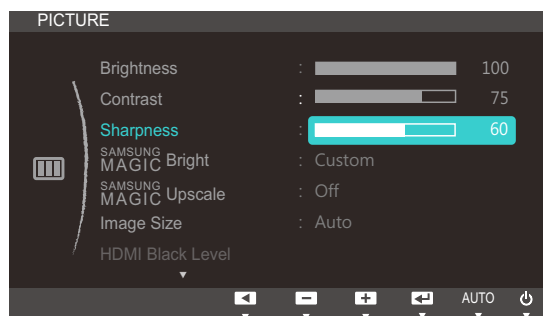 PICTURE
Brightness : 100
Contrast : 75
Sharpness : 60
SAMSUNG MAGIC Bright : Custom
SAMSUNG MAGIC Upscale : Off
Image Size : Auto
HDMI Black Level
AUTO